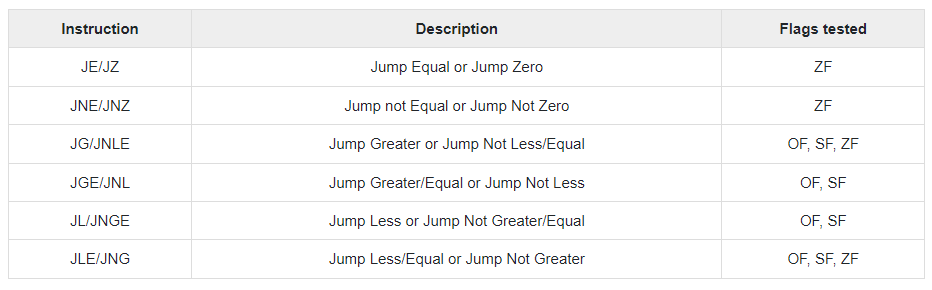 Instruction Description Flags tested
JE/JZ Jump Equal or Jump Zero ZF
JNE/JNZ Jump not Equal or Jump Not Zero ZF
JG/JNLE Jump Greater or Jump Not Less/Equal OF, SF, ZF
JGE/JNL Jump Greater/Equal or Jump Not Less OF, SF
JL/JNGE Jump Less or Jump Not Greater/Equal OF, SF
JLE/JNG Jump Less/Equal or Jump Not Greater OF, SF, ZF